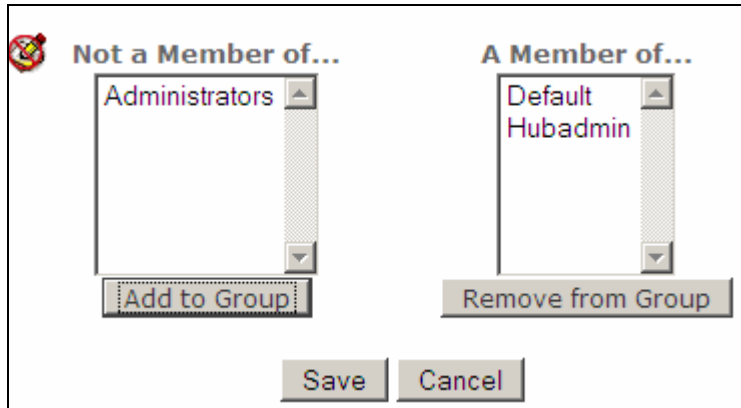 Not a Member of... A Member of...
Administrators Default
Hubadmin
Add to Group Remove from Group
Save Cancel